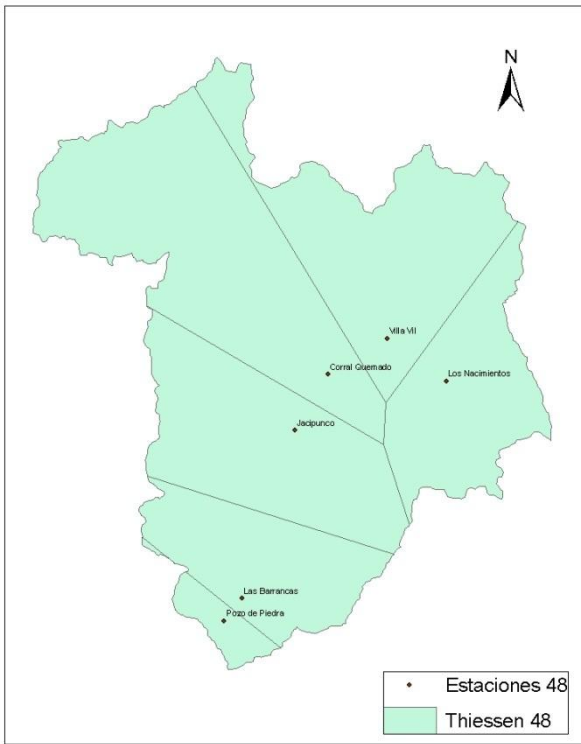 N
Villa Vil
Corral Quemado
Los Nacimientos
Jacipunco
Las Barrancas
Pozo de Piedra
Estaciones 48
Thiessen 48